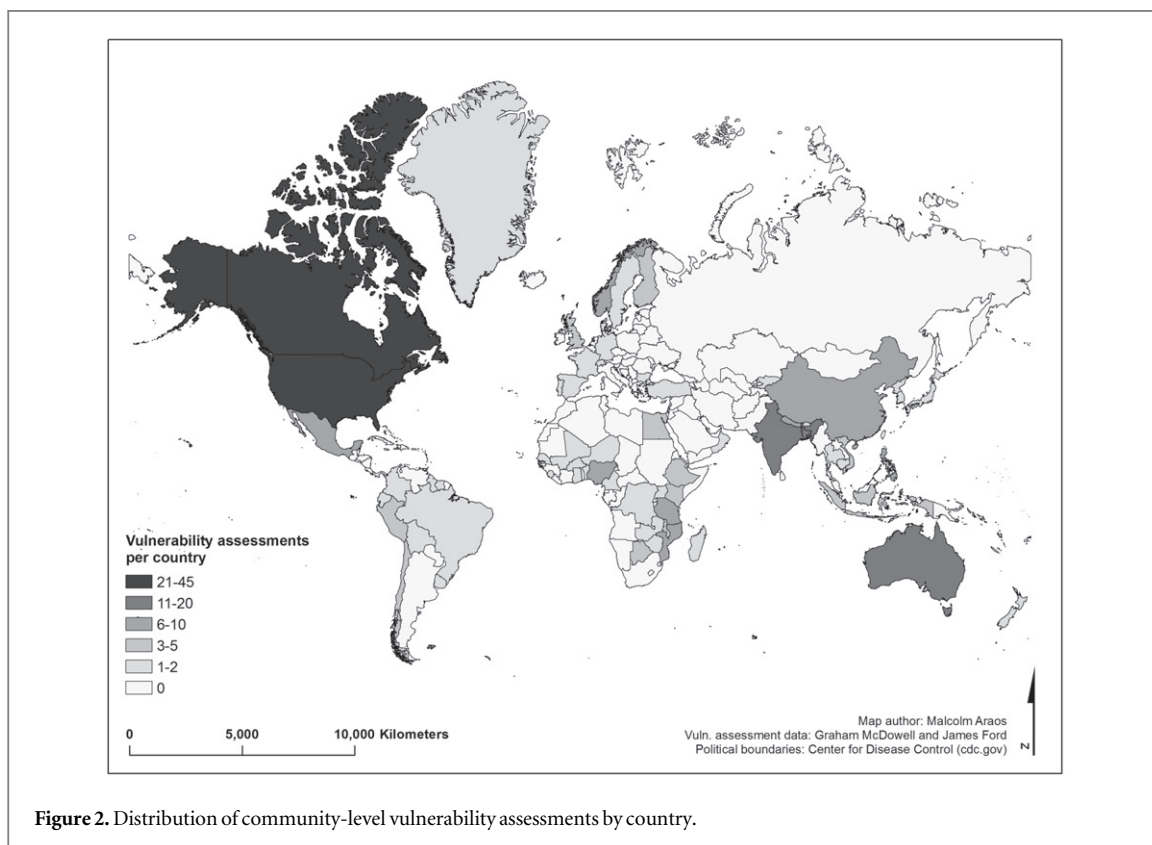 Vulnerability assessments
per country
21-45
11-20
6-10
3-5
1-2
0
0 5,000 10,000 Kilometers
Map author: Malcolm Araos
Vuln. assessment data: Graham McDowell and James Ford
Political boundaries: Center for Disease Control (cdc.gov)
N
Figure 2. Distribution of community-level vulnerability assessments by country.